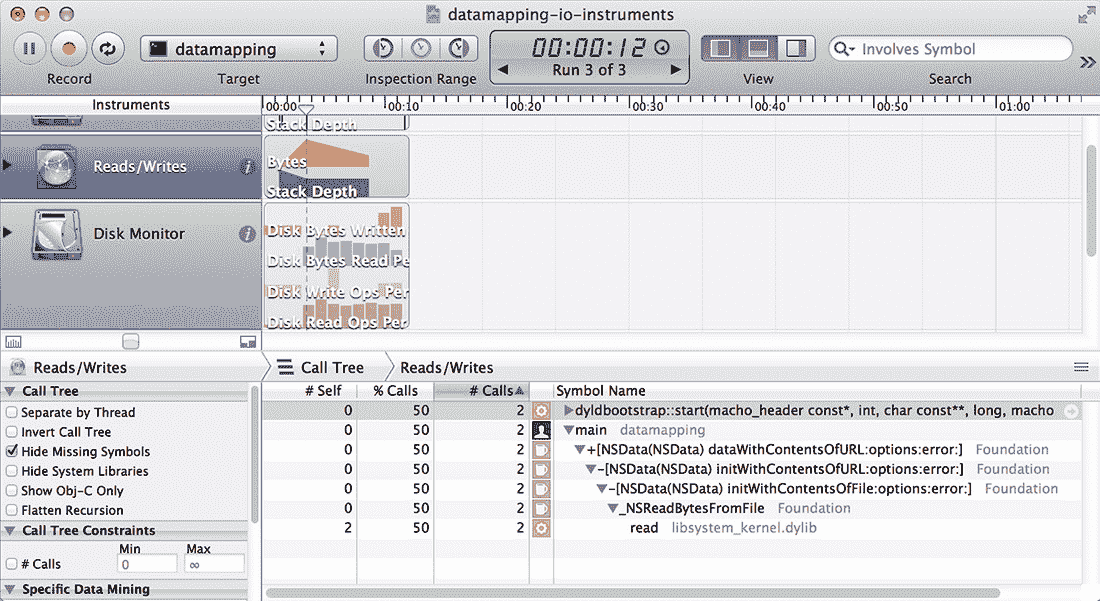 datamapping-io-instruments
datamapping
00:00:12
Involves Symbol
Run 3 of 3
Record Target Inspection Range View Search
Instruments 00:00 00:10 00:20 00:30 00:40 00:50 01:00
Stack Depth
Reads/Writes
Bytes
Stack Depth
Disk Monitor
Disk Bytes Written
Disk Bytes Read Pe
Disk Write Ops Per
Disk Read Ops Per
Reads/Writes Call Tree Reads/Writes
Call Tree
Separate by Thread
Invert Call Tree
Hide Missing Symbols
Hide System Libraries
Show Obj-C Only
Flatten Recursion
Call Tree Constraints
Min Max
# Calls 0 ∞
Specific Data Mining
# Self % Calls # Calls Symbol Name
0 50 2 dyldbootstrap::start(macho_header const*, int, char const**, long, macho
0 50 2 main datamapping
0 50 2 +[NSData(NSData) dataWithContentsOfURL:options:error:] Foundation
0 50 2 -[NSData(NSData) initWithContentsOfURL:options:error:] Foundation
0 50 2 -[NSData(NSData) initWithContentsOfFile:options:error:] Foundation
0 50 2 _NSReadBytesFromFile Foundation
2 50 2 read libsystem_kernel.dylib